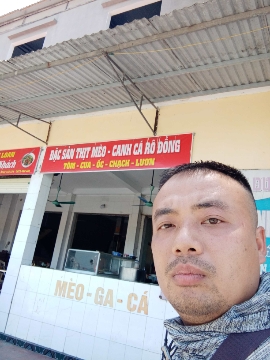 ĐẶC SẢN THỊT MÈO - CANH CÁ RÔ ĐỒNG
TÔM - CUA - ỐC - CHẠCH - LƯƠN
MÈO - GÀ - CÁ